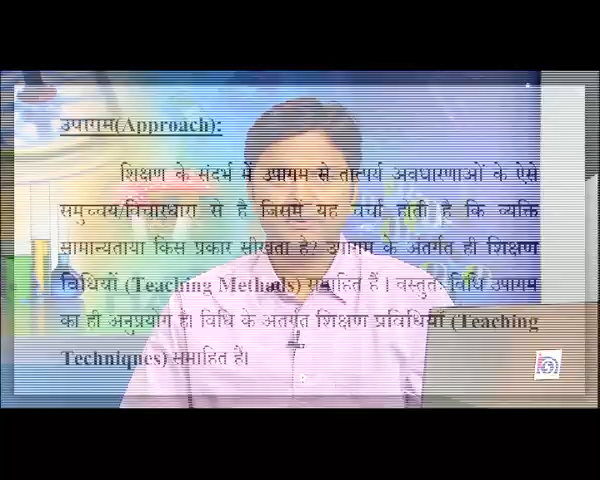 उपागम(Approach):
शिक्षण के संदर्भ में उपागम से तात्पर्य अवधारणाओं के ऐसे
समुच्चय/विचारधारा से है जिसमें यह चर्चा होती है कि व्यक्ति
सामान्यताया किस प्रकार सीखता है? उपागम के अंतर्गत ही शिक्षण
विधियों (Teaching Methods) समाहित हैं । वस्तुतः विधि उपागम
का ही अनुप्रयोग है। विधि के अंतर्गत शिक्षण प्रविधियाँ (Teaching
Techniques) समाहित हैं।